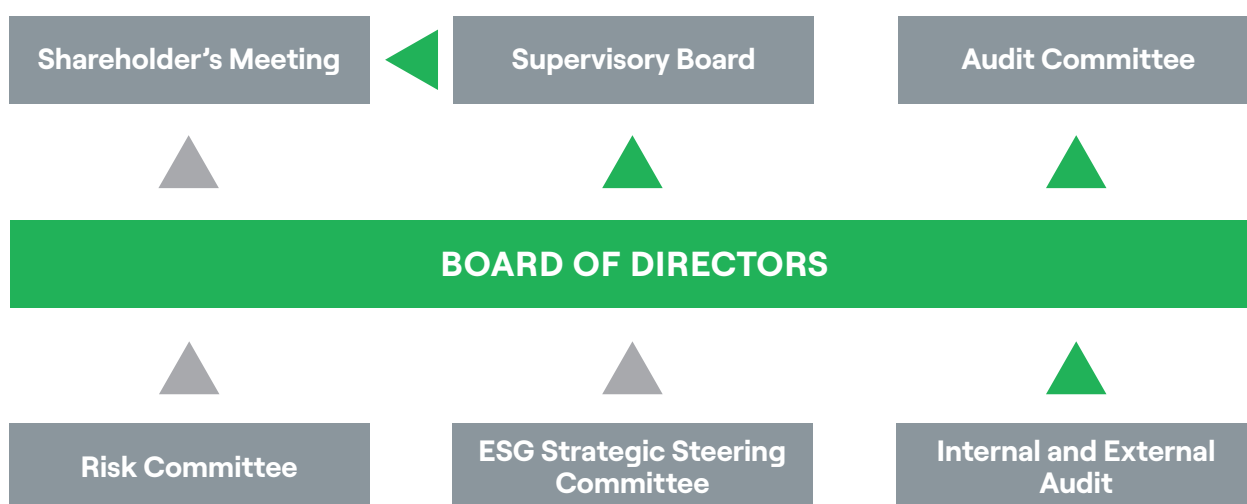 Shareholder's Meeting
Supervisory Board
Audit Committee
BOARD OF DIRECTORS
Risk Committee
ESG Strategic Steering
Committee
Internal and External
Audit